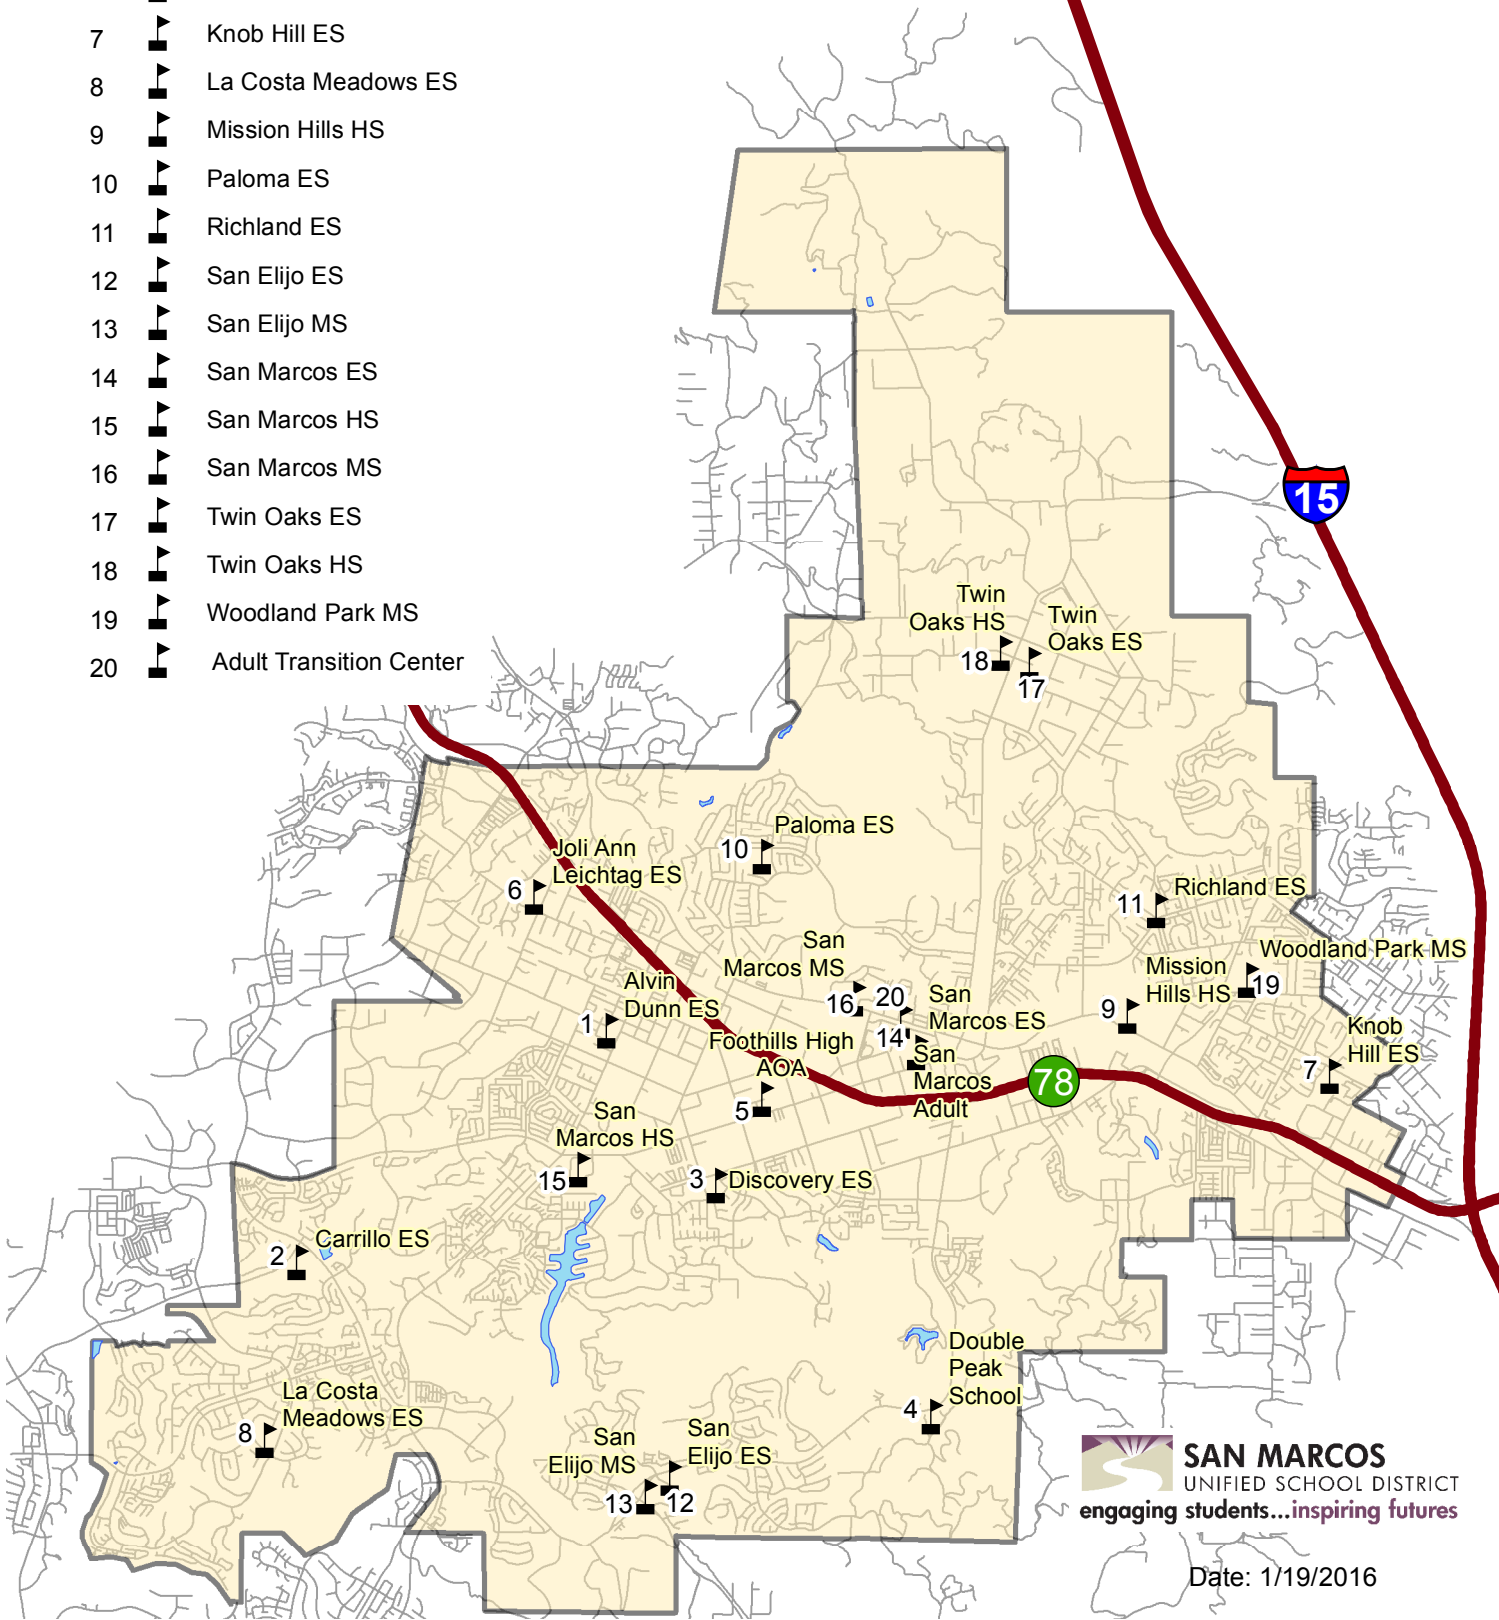 7 Knob Hill ES
8 La Costa Meadows ES
9 Mission Hills HS
10 Paloma ES
11 Richland ES
12 San Elijo ES
13 San Elijo MS
14 San Marcos ES
15 San Marcos HS
16 San Marcos MS
17 Twin Oaks ES
18 Twin Oaks HS
19 Woodland Park MS
20 Adult Transition Center
15
Twin
Oaks HS
18
Twin
Oaks ES
17
Paloma ES
10
Joli Ann
Leichtag ES
6
Richland ES
11
San
Marcos MS
16
20
Woodland Park MS
19
Mission
Hills HS
9
Alvin
Dunn ES
1
San
Marcos ES
14
Knob
Hill ES
7
Foothills High
AOA
5
San
Marcos
Adult
78
San
Marcos HS
15
3
Discovery ES
Carrillo ES
2
Double
Peak
School
4
La Costa
Meadows ES
8
San
Elijo MS
13
San
Elijo ES
12
SAN MARCOS
UNIFIED SCHOOL DISTRICT
engaging students...inspiring futures
Date: 1/19/2016